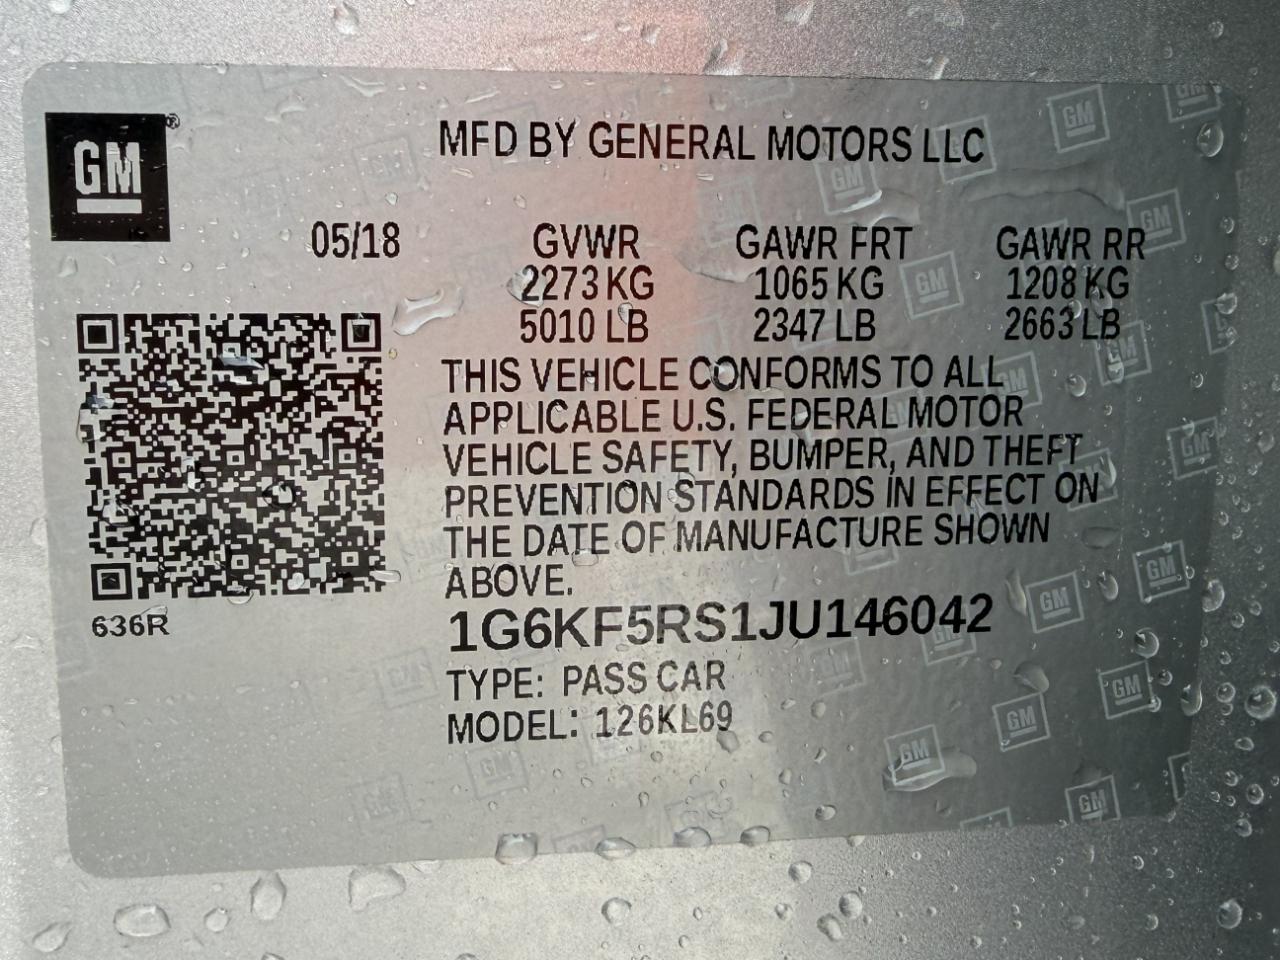 GM®
MFD BY GENERAL MOTORS LLC
05/18 GVWR GAWR FRT GAWR RR
2273 KG 1065 KG 1208 KG
5010 LB 2347 LB 2663 LB
THIS VEHICLE CONFORMS TO ALL
APPLICABLE U.S. FEDERAL MOTOR
VEHICLE SAFETY, BUMPER, AND THEFT
PREVENTION STANDARDS IN EFFECT ON
THE DATE OF MANUFACTURE SHOWN
ABOVE.
636R
1G6KF5RS1JU146042
TYPE: PASS CAR
MODEL: 126KL69